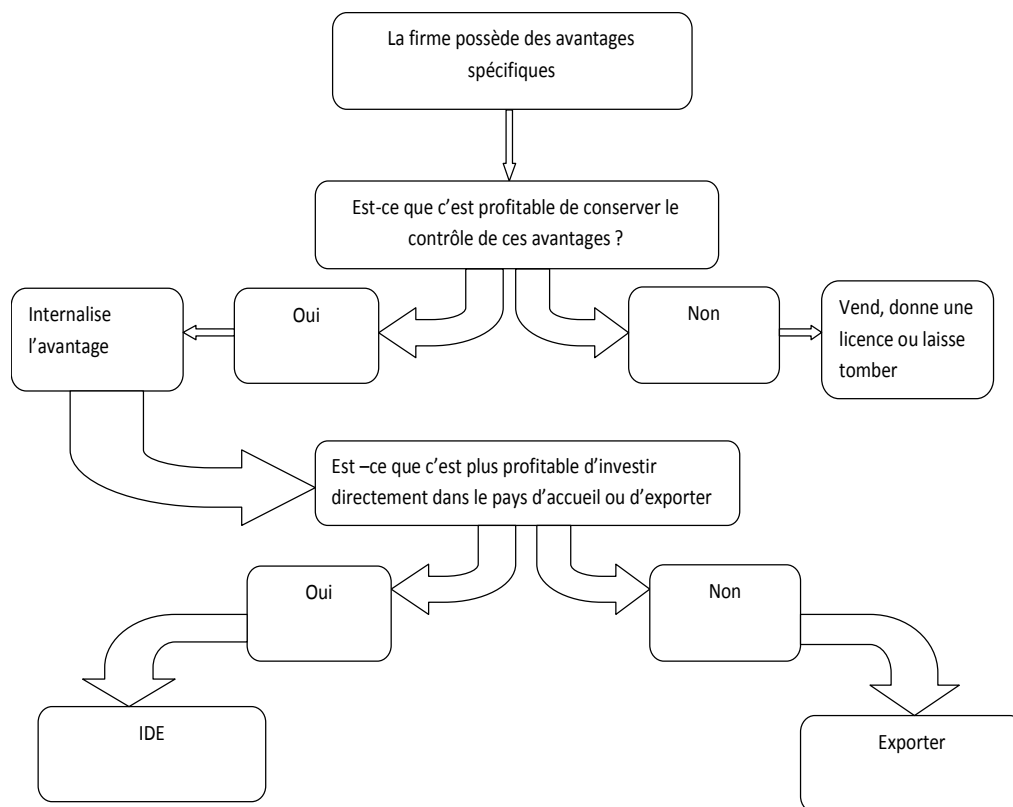 La firme possède des avantages
spécifiques
Est-ce que c’est profitable de conserver le
contrôle de ces avantages ?
Internalise
l’avantage
Oui
Non
Vend, donne une
licence ou laisse
tomber
Est –ce que c’est plus profitable d’investir
directement dans le pays d’accueil ou d’exporter
Oui
Non
IDE
Exporter